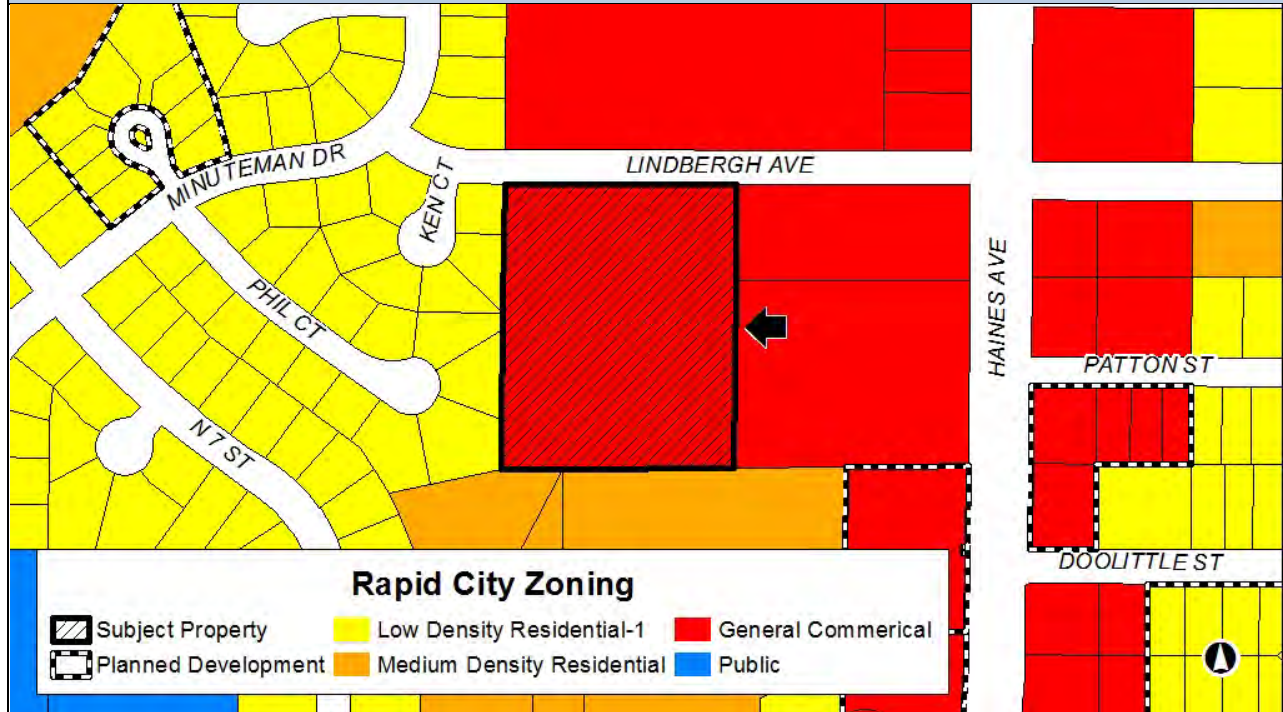 MINUTEMAN DR
LINDBERGH AVE
KEN CT
PHIL CT
HAINES AVE
PATTON ST
N 7 ST
DOOLITTLE ST
Rapid City Zoning
Subject Property
Low Density Residential-1
General Commerical
Planned Development
Medium Density Residential
Public